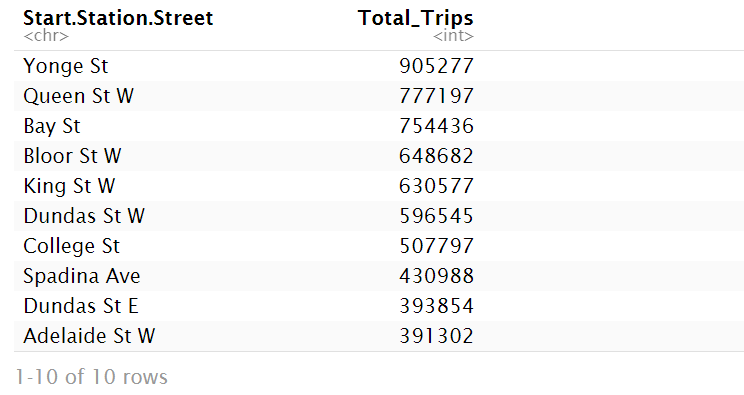 Start.Station.Street Total_Trips
<chr> <int>
Yonge St 905277
Queen St W 777197
Bay St 754436
Bloor St W 648682
King St W 630577
Dundas St W 596545
College St 507797
Spadina Ave 430988
Dundas St E 393854
Adelaide St W 391302
1-10 of 10 rows